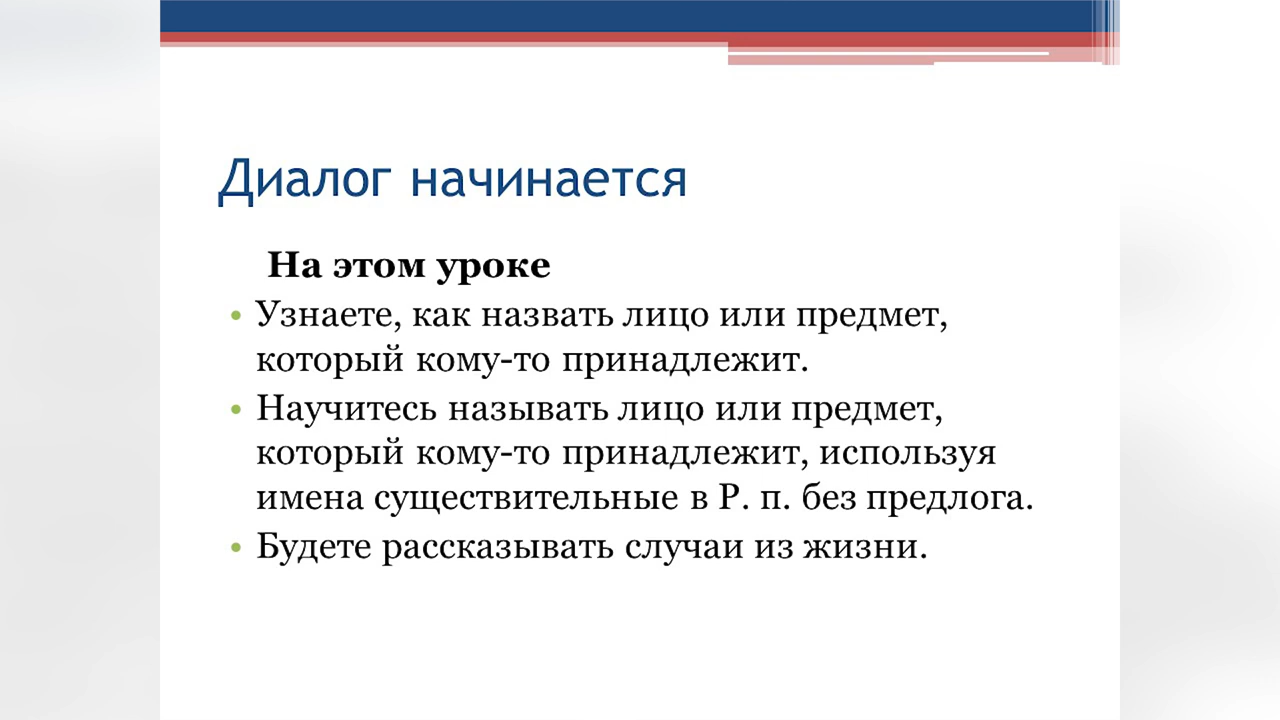 Диалог начинается
На этом уроке
• Узнаете, как назвать лицо или предмет,
который кому-то принадлежит.
• Научитесь называть лицо или предмет,
который кому-то принадлежит, используя
имена существительные в Р. п. без предлога.
• Будете рассказывать случаи из жизни.